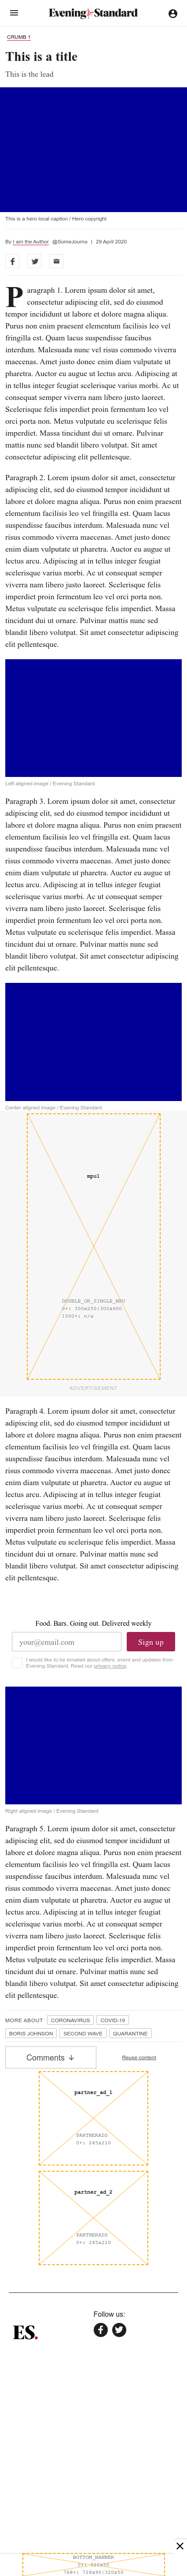 Evening Standard
CRUMB 1
This is a title
This is the lead
This is a hero local caption / Hero copyright
By I am the Author @SomeJourno | 29 April 2020
Paragraph 1. Lorem ipsum dolor sit amet,
consectetur adipiscing elit, sed do eiusmod
tempor incididunt ut labore et dolore magna aliqua.
Purus non enim praesent elementum facilisis leo vel
fringilla est. Quam lacus suspendisse faucibus
interdum. Malesuada nunc vel risus commodo viverra
maecenas. Amet justo donec enim diam vulputate ut
pharetra. Auctor eu augue ut lectus arcu. Adipiscing at
in tellus integer feugiat scelerisque varius morbi. Ac ut
consequat semper viverra nam libero justo laoreet.
Scelerisque felis imperdiet proin fermentum leo vel
orci porta non. Metus vulputate eu scelerisque felis
imperdiet. Massa tincidunt dui ut ornare. Pulvinar
mattis nunc sed blandit libero volutpat. Sit amet
consectetur adipiscing elit pellentesque.
Paragraph 2. Lorem ipsum dolor sit amet, consectetur
adipiscing elit, sed do eiusmod tempor incididunt ut
labore et dolore magna aliqua. Purus non enim praesent
elementum facilisis leo vel fringilla est. Quam lacus
suspendisse faucibus interdum. Malesuada nunc vel
risus commodo viverra maecenas. Amet justo donec
enim diam vulputate ut pharetra. Auctor eu augue ut
lectus arcu. Adipiscing at in tellus integer feugiat
scelerisque varius morbi. Ac ut consequat semper
viverra nam libero justo laoreet. Scelerisque felis
imperdiet proin fermentum leo vel orci porta non.
Metus vulputate eu scelerisque felis imperdiet. Massa
tincidunt dui ut ornare. Pulvinar mattis nunc sed
blandit libero volutpat. Sit amet consectetur adipiscing
elit pellentesque.
Left aligned image / Evening Standard
Paragraph 3. Lorem ipsum dolor sit amet, consectetur
adipiscing elit, sed do eiusmod tempor incididunt ut
labore et dolore magna aliqua. Purus non enim praesent
elementum facilisis leo vel fringilla est. Quam lacus
suspendisse faucibus interdum. Malesuada nunc vel
risus commodo viverra maecenas. Amet justo donec
enim diam vulputate ut pharetra. Auctor eu augue ut
lectus arcu. Adipiscing at in tellus integer feugiat
scelerisque varius morbi. Ac ut consequat semper
viverra nam libero justo laoreet. Scelerisque felis
imperdiet proin fermentum leo vel orci porta non.
Metus vulputate eu scelerisque felis imperdiet. Massa
tincidunt dui ut ornare. Pulvinar mattis nunc sed
blandit libero volutpat. Sit amet consectetur adipiscing
elit pellentesque.
Center aligned image / Evening Standard
mpu1
DOUBLE_OR_SINGLE_MPU
0+: 300x250|300x600
1000+: n/a
ADVERTISEMENT
Paragraph 4. Lorem ipsum dolor sit amet, consectetur
adipiscing elit, sed do eiusmod tempor incididunt ut
labore et dolore magna aliqua. Purus non enim praesent
elementum facilisis leo vel fringilla est. Quam lacus
suspendisse faucibus interdum. Malesuada nunc vel
risus commodo viverra maecenas. Amet justo donec
enim diam vulputate ut pharetra. Auctor eu augue ut
lectus arcu. Adipiscing at in tellus integer feugiat
scelerisque varius morbi. Ac ut consequat semper
viverra nam libero justo laoreet. Scelerisque felis
imperdiet proin fermentum leo vel orci porta non.
Metus vulputate eu scelerisque felis imperdiet. Massa
tincidunt dui ut ornare. Pulvinar mattis nunc sed
blandit libero volutpat. Sit amet consectetur adipiscing
elit pellentesque.
Food. Bars. Going out. Delivered weekly
your@email.com Sign up
I would like to be emailed about offers, event and updates from
Evening Standard. Read our privacy notice.
Right aligned image / Evening Standard
Paragraph 5. Lorem ipsum dolor sit amet, consectetur
adipiscing elit, sed do eiusmod tempor incididunt ut
labore et dolore magna aliqua. Purus non enim praesent
elementum facilisis leo vel fringilla est. Quam lacus
suspendisse faucibus interdum. Malesuada nunc vel
risus commodo viverra maecenas. Amet justo donec
enim diam vulputate ut pharetra. Auctor eu augue ut
lectus arcu. Adipiscing at in tellus integer feugiat
scelerisque varius morbi. Ac ut consequat semper
viverra nam libero justo laoreet. Scelerisque felis
imperdiet proin fermentum leo vel orci porta non.
Metus vulputate eu scelerisque felis imperdiet. Massa
tincidunt dui ut ornare. Pulvinar mattis nunc sed
blandit libero volutpat. Sit amet consectetur adipiscing
elit pellentesque.
MORE ABOUT CORONAVIRUS COVID-19
BORIS JOHNSON SECOND WAVE QUARANTINE
Comments Reuse content
partner_ad_1
PARTNERADS
0+: 245x210
partner_ad_2
PARTNERADS
0+: 245x210
Follow us:
ES.
BOTTOM_BANNER
0+: 320x50
768+: 728x90|320x50